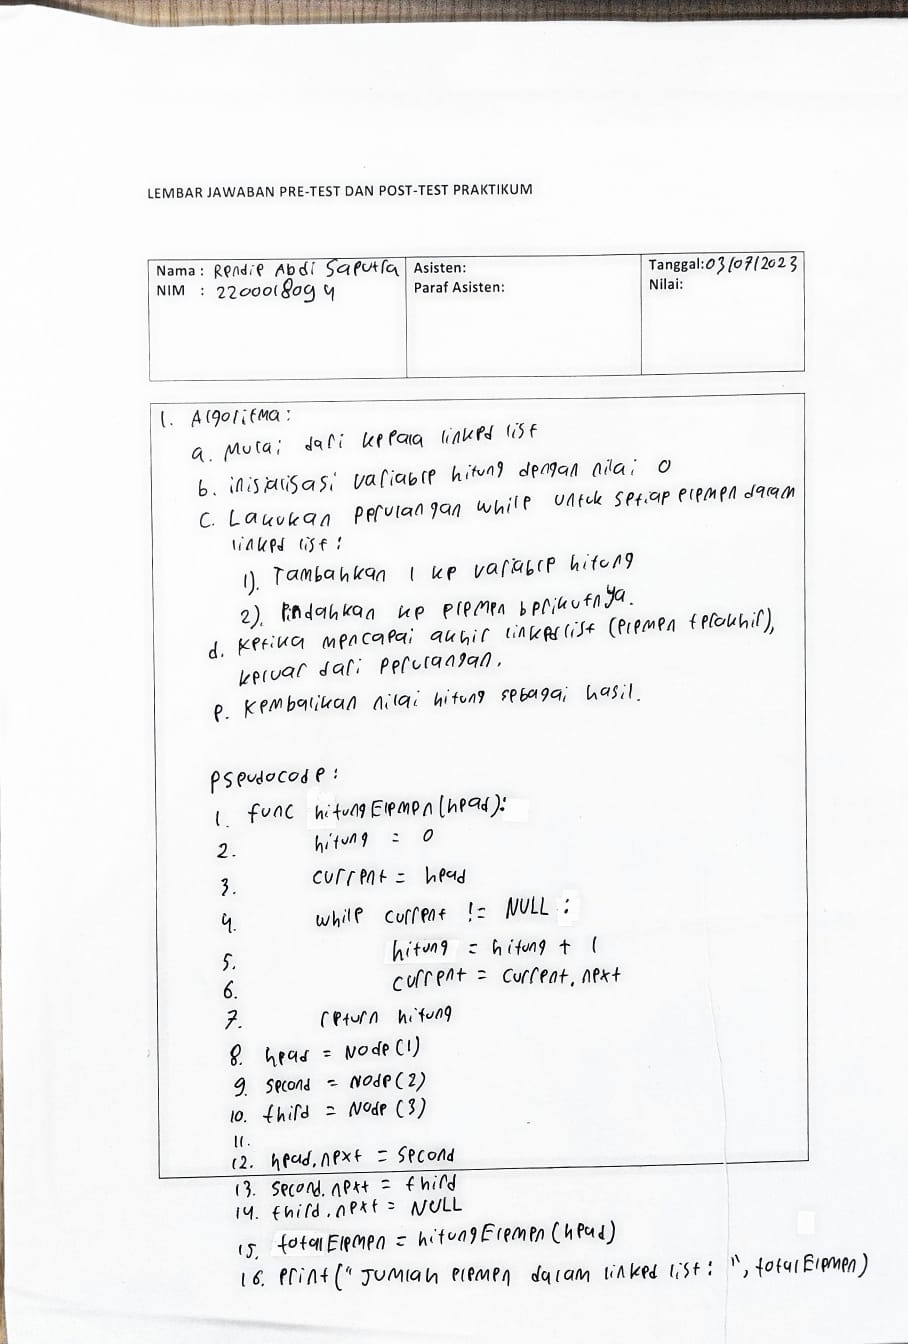 LEMBAR JAWABAN PRE-TEST DAN POST-TEST PRAKTIKUM
Nama : Rendie Abdi Saputra
NIM : 2200018094
Asisten:
Paraf Asisten:
Tanggal:03/07/2023
Nilai:
1. Algoritma :
a. Mulai dari kepala linked list
b. inisialisasi variable hitung dengan nilai 0
C. Lakukan perulangan while untuk setiap elemen dalam
linked list :
1). Tambahkan 1 ke variable hitung
2). Pindahkan ke elemen berikutnya.
d. ketika mencapai akhir linked list (elemen terakhir),
keluar dari perulangan.
e. kembalikan nilai hitung sebagai hasil.
pseudocode :
1. func hitungElemen(head):
2. hitung = 0
3. current = head
4. while current != NULL :
5. hitung = hitung + 1
6. current = current.next
7. return hitung
8. head = Node (1)
9. second = Node (2)
10. third = Node (3)
11.
12. head.next = second
13. second.next = third
14. third.next = NULL
15. totalElemen = hitungElemen (head)
16. print (" Jumlah elemen dalam linked list : ", totalElemen)